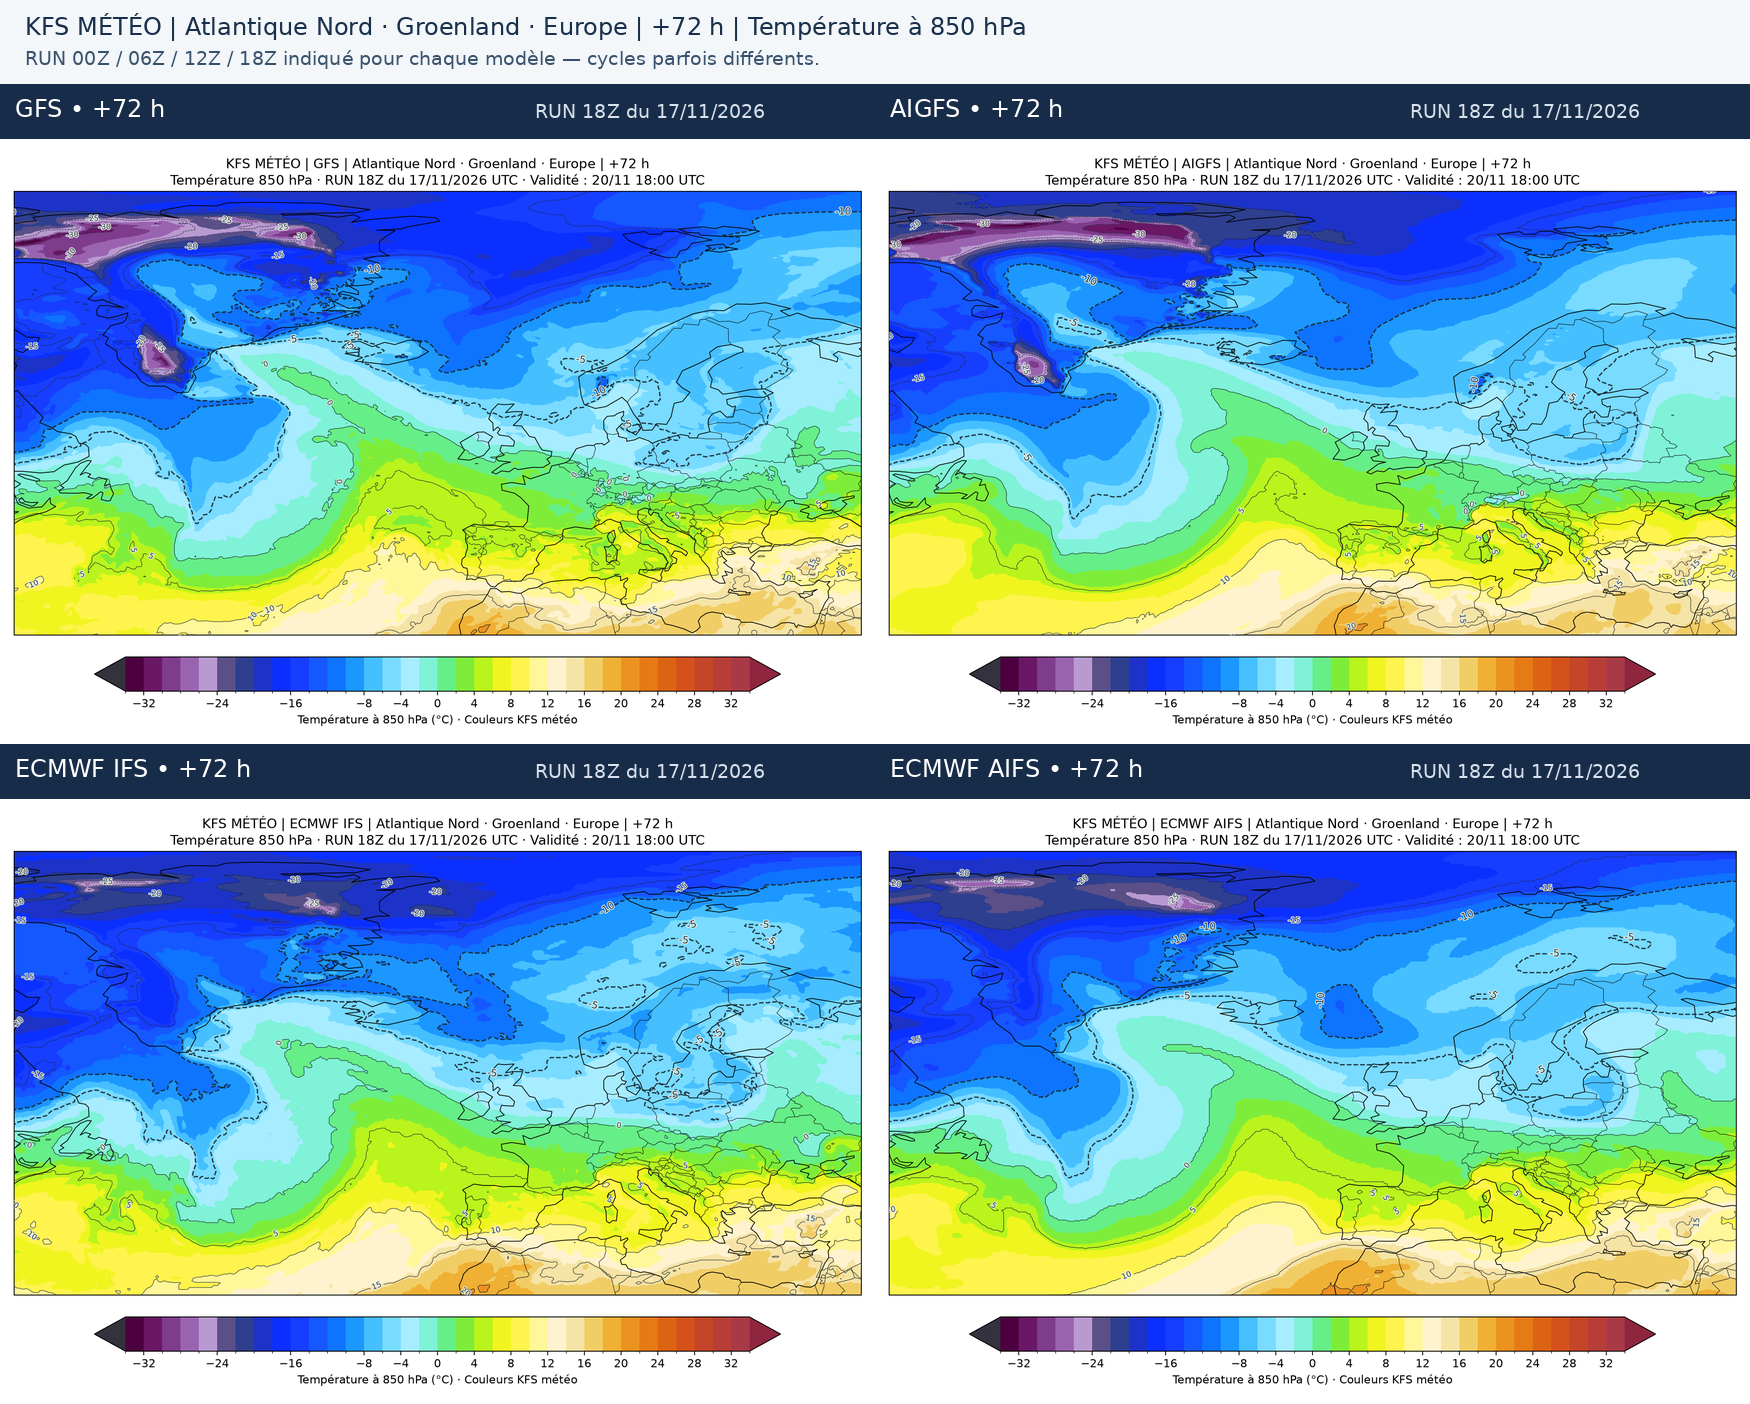 KFS MÉTÉO | Atlantique Nord · Groenland · Europe | +72 h | Température à 850 hPa
RUN 00Z / 06Z / 12Z / 18Z indiqué pour chaque modèle — cycles parfois différents.
GFS • +72 h
RUN 18Z du 17/11/2026
AIGFS • +72 h
RUN 18Z du 17/11/2026
KFS MÉTÉO | GFS | Atlantique Nord · Groenland · Europe | +72 h
Température 850 hPa · RUN 18Z du 17/11/2026 UTC · Validité : 20/11 18:00 UTC
KFS MÉTÉO | AIGFS | Atlantique Nord · Groenland · Europe | +72 h
Température 850 hPa · RUN 18Z du 17/11/2026 UTC · Validité : 20/11 18:00 UTC
−32 −24 −16 −8 −4 0 4 8 12 16 20 24 28 32
Température à 850 hPa (°C) · Couleurs KFS météo
−32 −24 −16 −8 −4 0 4 8 12 16 20 24 28 32
Température à 850 hPa (°C) · Couleurs KFS météo
ECMWF IFS • +72 h
RUN 18Z du 17/11/2026
ECMWF AIFS • +72 h
RUN 18Z du 17/11/2026
KFS MÉTÉO | ECMWF IFS | Atlantique Nord · Groenland · Europe | +72 h
Température 850 hPa · RUN 18Z du 17/11/2026 UTC · Validité : 20/11 18:00 UTC
KFS MÉTÉO | ECMWF AIFS | Atlantique Nord · Groenland · Europe | +72 h
Température 850 hPa · RUN 18Z du 17/11/2026 UTC · Validité : 20/11 18:00 UTC
−32 −24 −16 −8 −4 0 4 8 12 16 20 24 28 32
Température à 850 hPa (°C) · Couleurs KFS météo
−32 −24 −16 −8 −4 0 4 8 12 16 20 24 28 32
Température à 850 hPa (°C) · Couleurs KFS météo